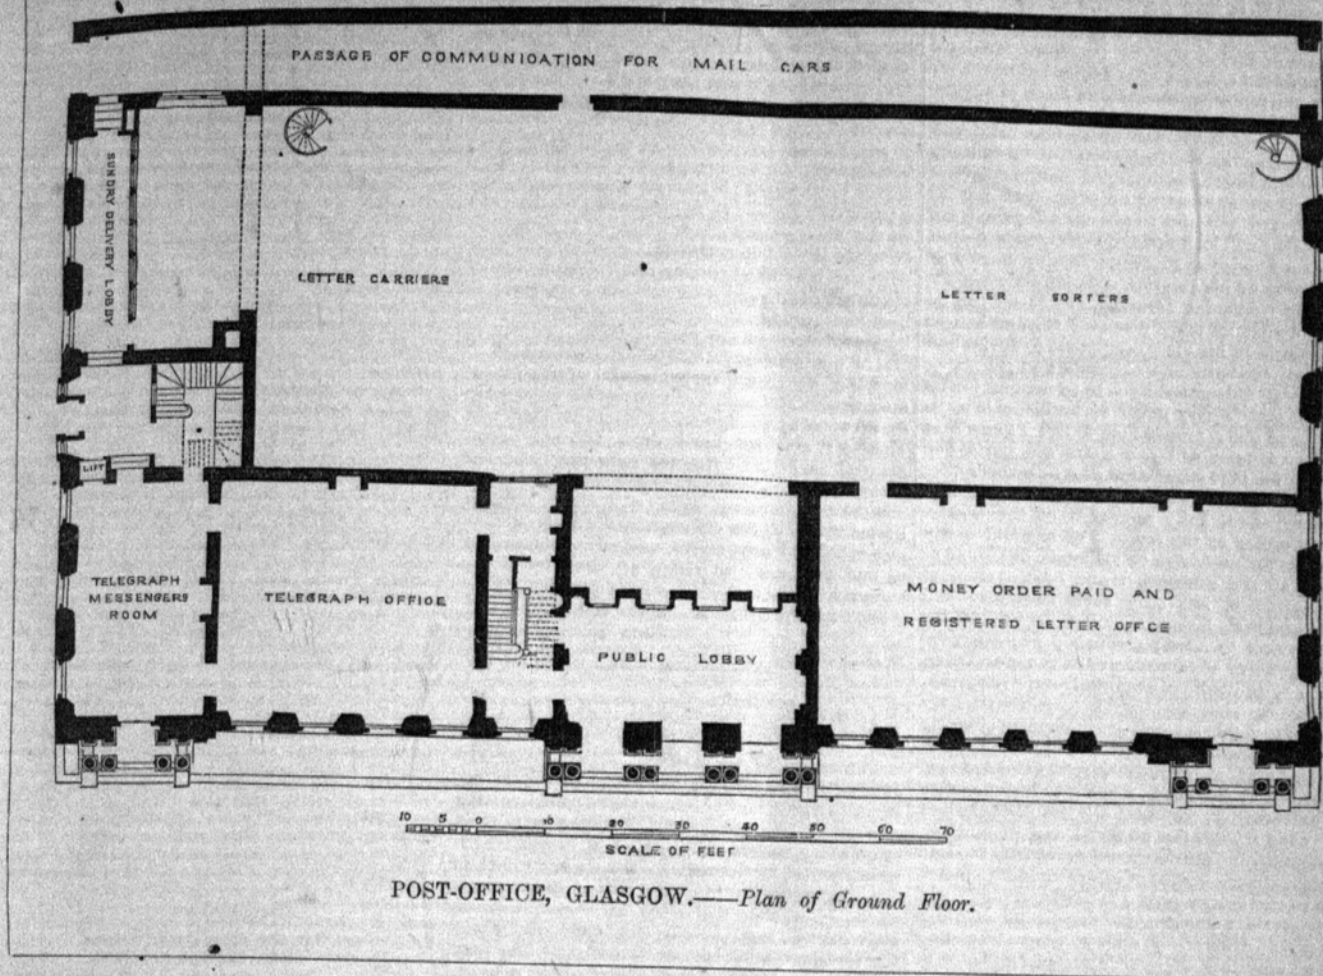 PASSAGE OF COMMUNICATION FOR MAIL CARS
SUNDRY DELIVERY LOBBY
LETTER CARRIERS
LETTER SORTERS
LIFT
TELEGRAPH
MESSENGERS
ROOM
TELEGRAPH OFFICE
PUBLIC LOBBY
MONEY ORDER PAID AND
REGISTERED LETTER OFFCE
10 5 0 10 20 30 40 50 60 70
SCALE OF FEET
POST-OFFICE, GLASGOW.——Plan of Ground Floor.